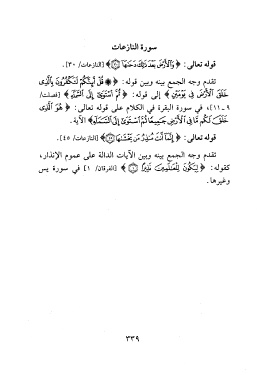 سورة النازعات
قوله تعالى: ﴿وَٱلْأَرْضَ بَعْدَ ذَٰلِكَ دَحَىٰهَآ ﴿٣٠﴾﴾ [النازعات/ ٣٠].
تقدم وجه الجمع بينه وبين قوله: ﴿۞ قُلْ أَئِنَّكُمْ لَتَكْفُرُونَ بِٱلَّذِى
خَلَقَ ٱلْأَرْضَ فِى يَوْمَيْنِ﴾ إلى قوله: ﴿ثُمَّ ٱسْتَوَىٰٓ إِلَى ٱلسَّمَآءِ﴾ [فصلت/
٩ ـ ١١]، في سورة البقرة في الكلام على قوله تعالى: ﴿هُوَ ٱلَّذِى
خَلَقَ لَكُم مَّا فِى ٱلْأَرْضِ جَمِيعًا ثُمَّ ٱسْتَوَىٰٓ إِلَى ٱلسَّمَآءِ﴾ الآية.
قوله تعالى: ﴿إِنَّمَآ أَنتَ مُنذِرُ مَن يَخْشَىٰهَا ﴿٤٥﴾﴾ [النازعات/ ٤٥].
تقدم وجه الجمع بينه وبين الآيات الدالة على عموم الإنذار،
كقوله: ﴿لِيَكُونَ لِلْعَٰلَمِينَ نَذِيرًا ﴿١﴾﴾ [الفرقان/ ١] في سورة يس
وغيرها.
٣٣٩